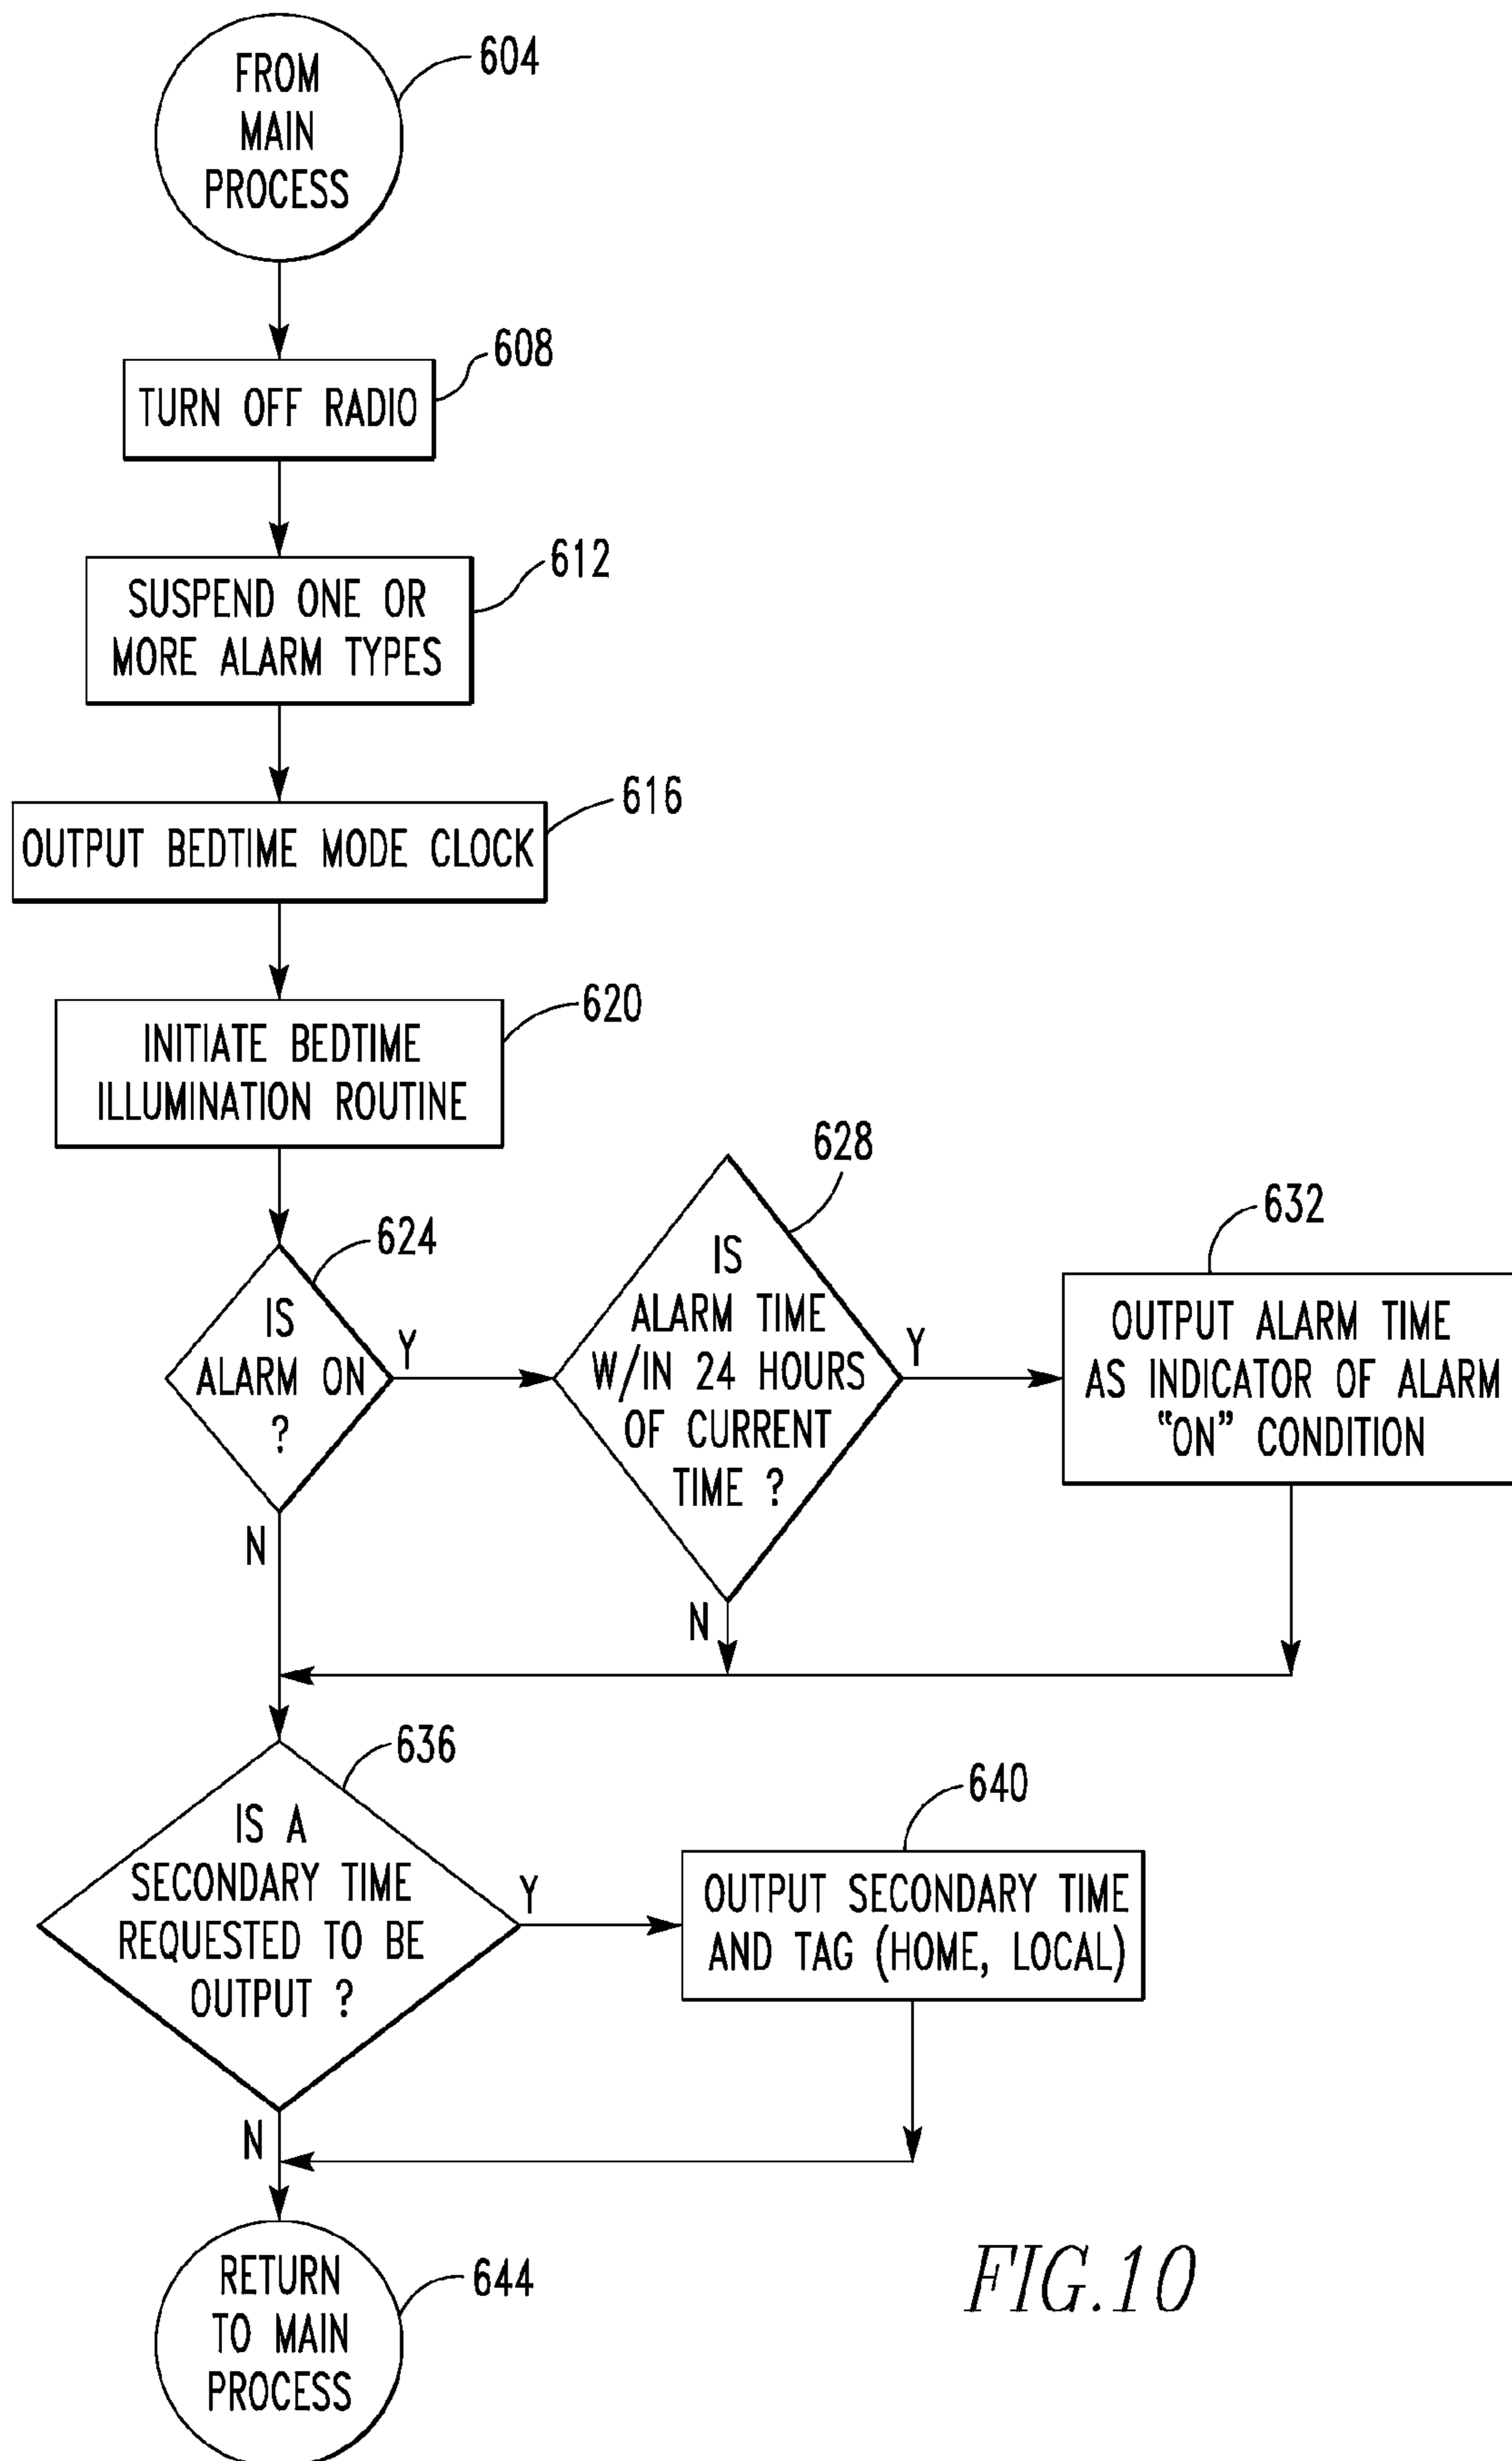 FROM
MAIN
PROCESS
604
TURN OFF RADIO
608
SUSPEND ONE OR
MORE ALARM TYPES
612
OUTPUT BEDTIME MODE CLOCK
616
INITIATE BEDTIME
ILLUMINATION ROUTINE
620
IS
ALARM ON
?
624
Y
N
IS
ALARM TIME
W/IN 24 HOURS
OF CURRENT
TIME ?
628
Y
N
OUTPUT ALARM TIME
AS INDICATOR OF ALARM
“ON” CONDITION
632
IS A
SECONDARY TIME
REQUESTED TO BE
OUTPUT ?
636
Y
N
OUTPUT SECONDARY TIME
AND TAG (HOME, LOCAL)
640
RETURN
TO MAIN
PROCESS
644
FIG.10